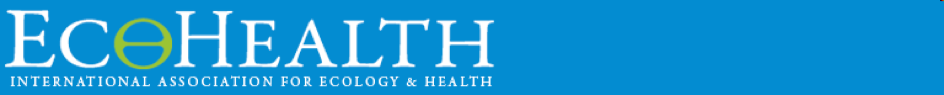 ECOHEALTH
INTERNATIONAL ASSOCIATION FOR ECOLOGY & HEALTH